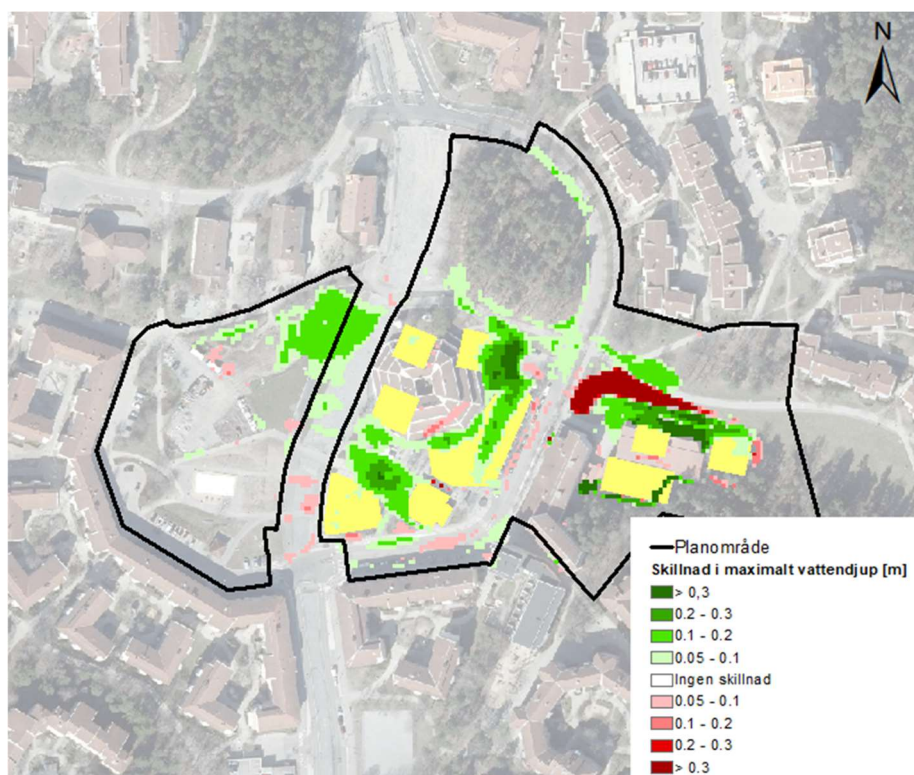 N
Planområde
Skillnad i maximalt vattendjup [m]
> 0,3
0.2 - 0.3
0.1 - 0.2
0.05 - 0.1
Ingen skillnad
0.05 - 0.1
0.1 - 0.2
0.2 - 0.3
> 0.3